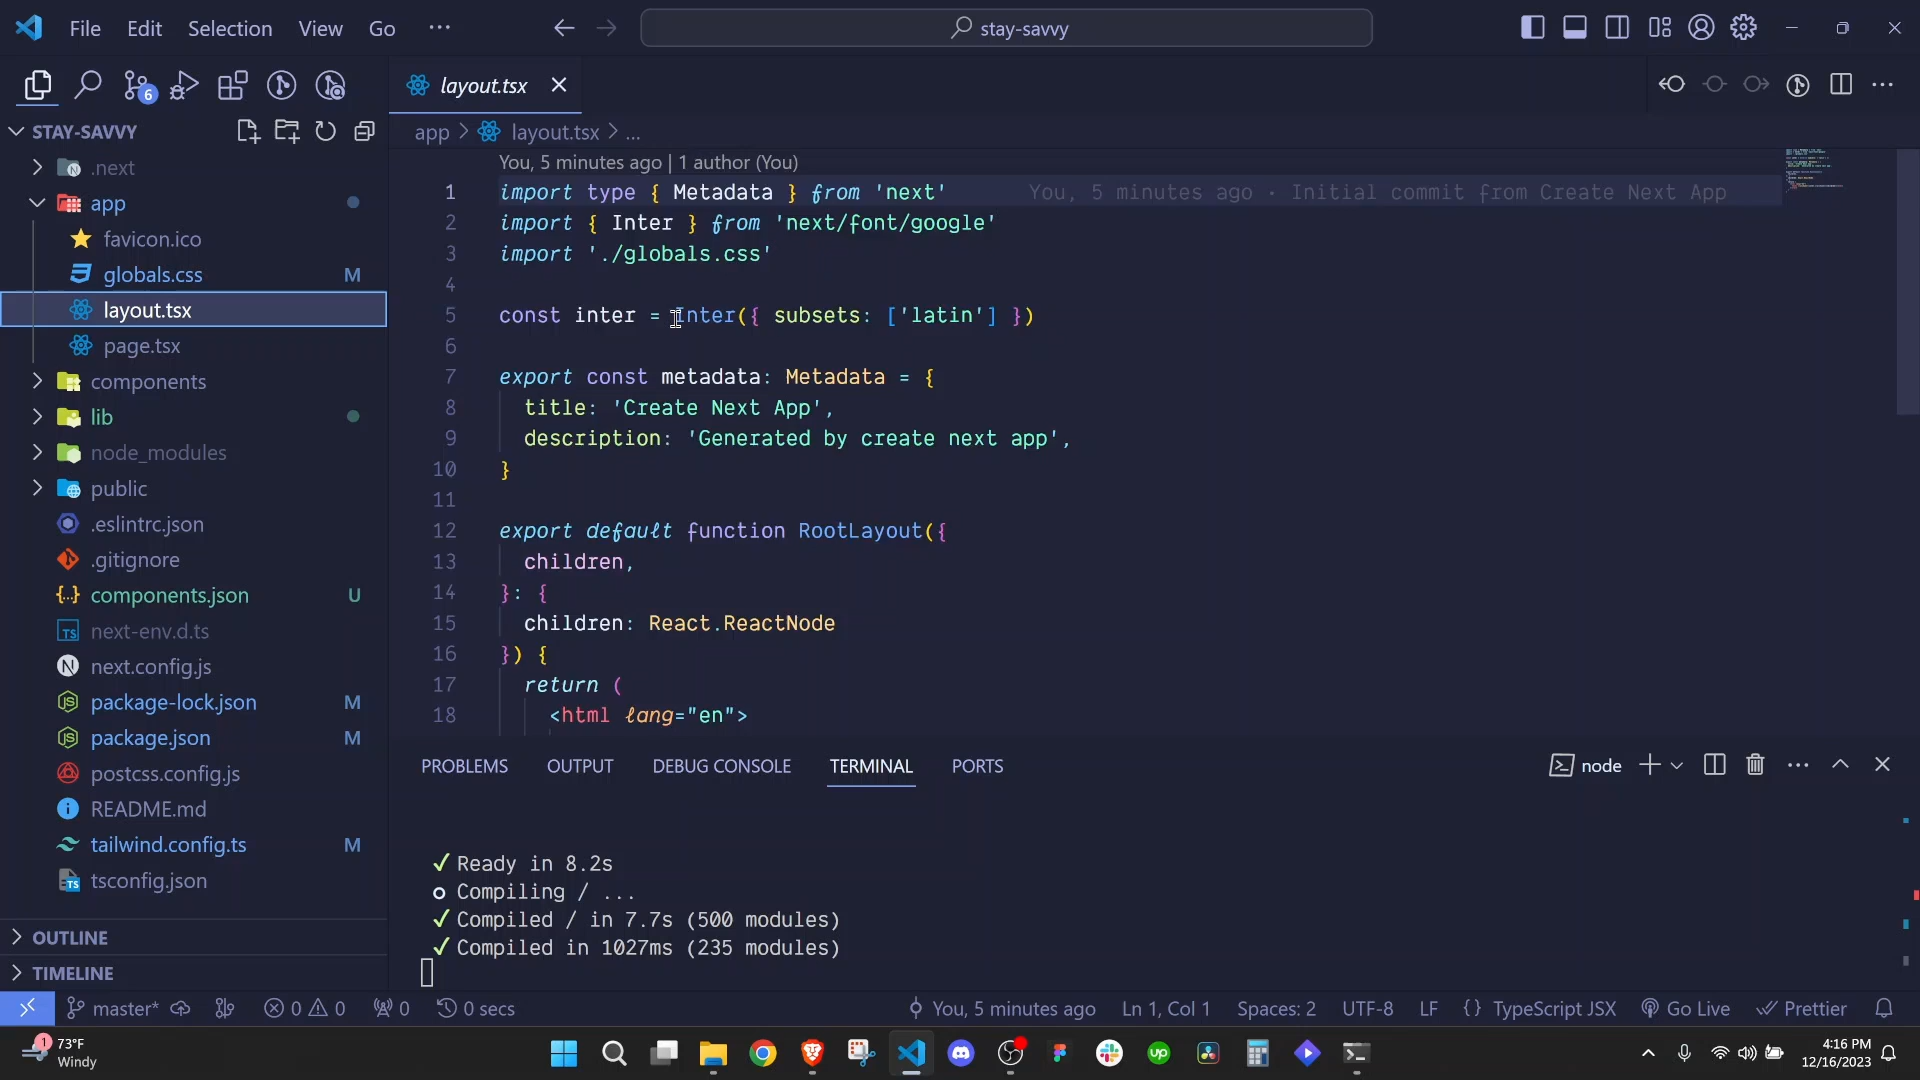 File Edit Selection View Go ···
stay-savvy
6
layout.tsx
STAY-SAVVY
app > layout.tsx > ...
.next
app
favicon.ico
globals.css M
layout.tsx
page.tsx
components
lib
node_modules
public
.eslintrc.json
.gitignore
components.json U
next-env.d.ts
next.config.js
package-lock.json M
package.json M
postcss.config.js
README.md
tailwind.config.ts M
tsconfig.json
OUTLINE
TIMELINE
You, 5 minutes ago | 1 author (You)
1 import type { Metadata } from 'next' You, 5 minutes ago · Initial commit from Create Next App
2 import { Inter } from 'next/font/google'
3 import './globals.css'
4
5 const inter = Inter({ subsets: ['latin'] })
6
7 export const metadata: Metadata = {
8 title: 'Create Next App',
9 description: 'Generated by create next app',
10 }
11
12 export default function RootLayout({
13 children,
14 }: {
15 children: React.ReactNode
16 }) {
17 return (
18 <html lang="en">
PROBLEMS OUTPUT DEBUG CONSOLE TERMINAL PORTS
node
✓ Ready in 8.2s
○ Compiling / ...
✓ Compiled / in 7.7s (500 modules)
✓ Compiled in 1027ms (235 modules)
master* 0 0 0 0 secs You, 5 minutes ago Ln 1, Col 1 Spaces: 2 UTF-8 LF {} TypeScript JSX Go Live Prettier
1
73°F
Windy
up
4:16 PM
12/16/2023